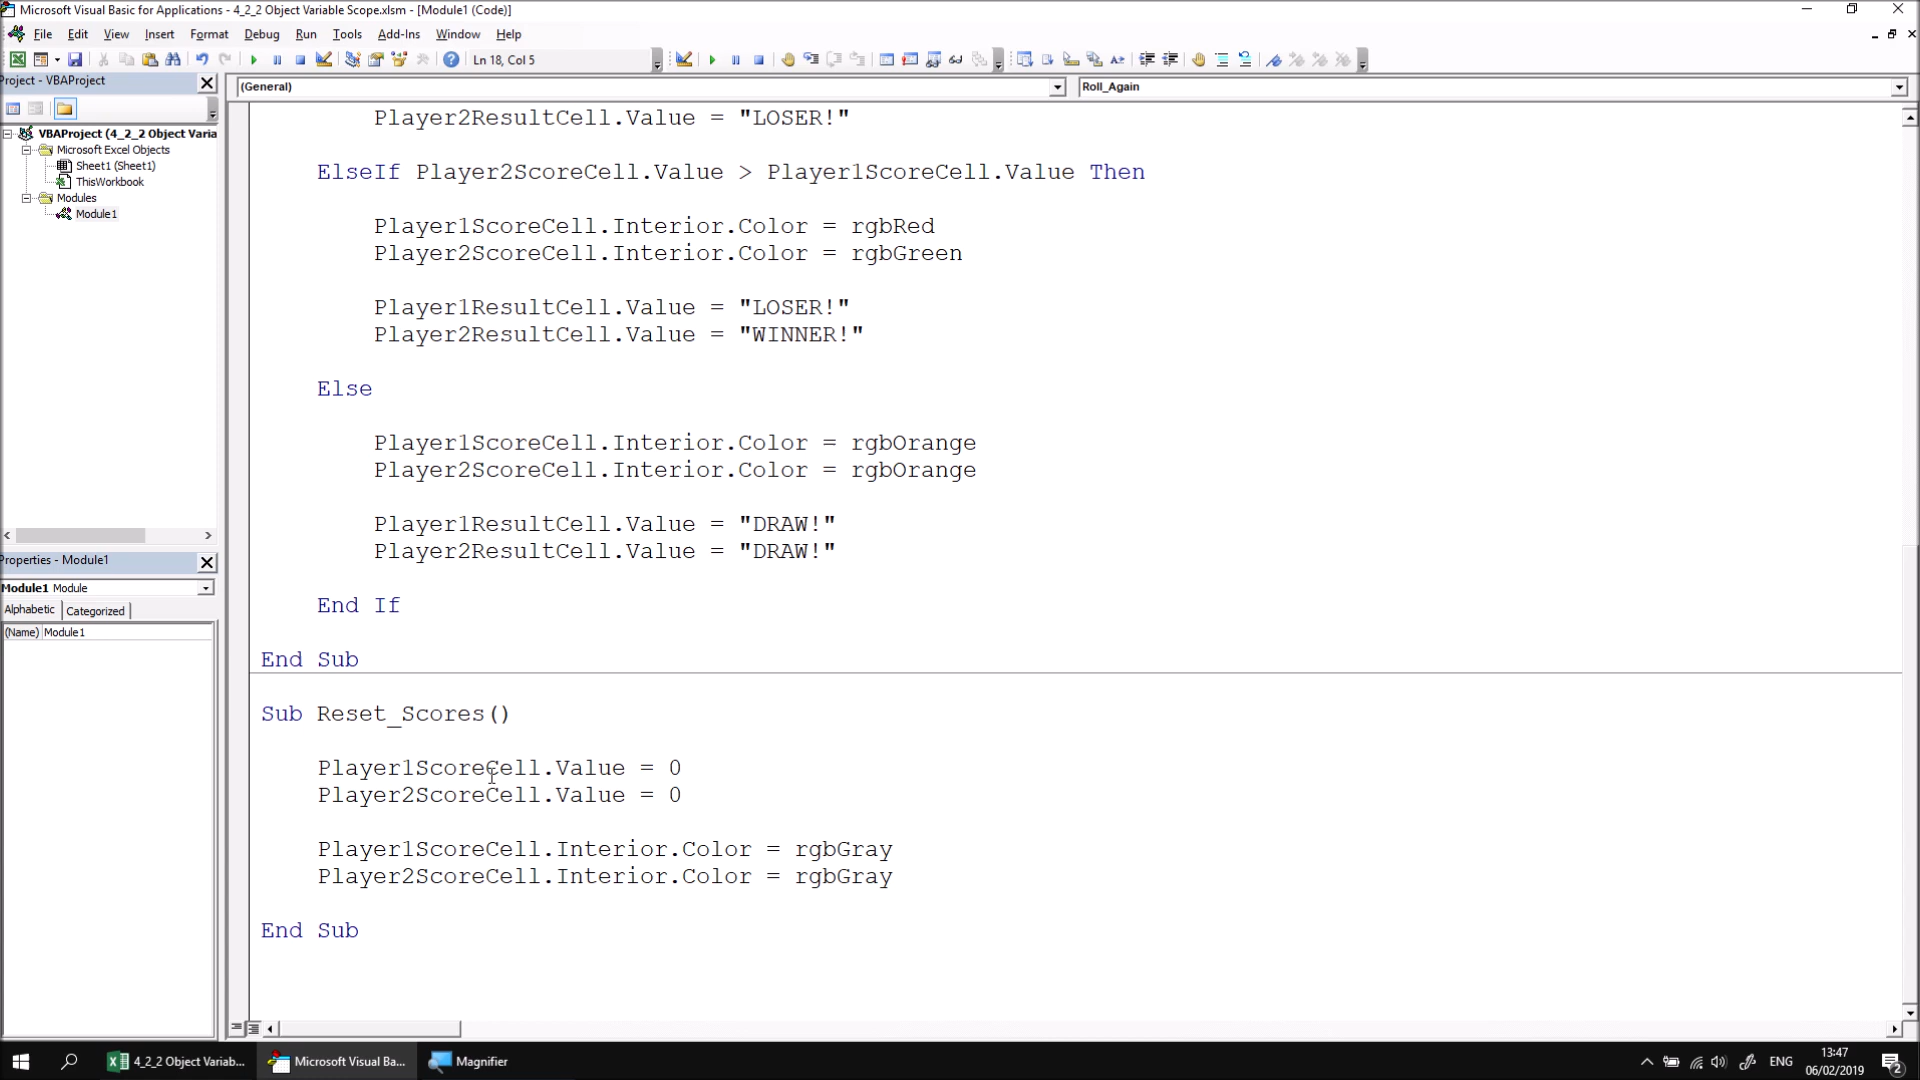 Microsoft Visual Basic for Applications - 4_2_2 Object Variable Scope.xlsm - [Module1 (Code)]
File Edit View Insert Format Debug Run Tools Add-Ins Window Help
Ln 18, Col 5
Project - VBAProject
(General)
Roll_Again
VBAProject (4_2_2 Object Varia
Microsoft Excel Objects
Sheet1 (Sheet1)
ThisWorkbook
Modules
Module1
Properties - Module1
Module1 Module
Alphabetic Categorized
(Name) Module1
Player2ResultCell.Value = "LOSER!"
ElseIf Player2ScoreCell.Value > Player1ScoreCell.Value Then
Player1ScoreCell.Interior.Color = rgbRed
Player2ScoreCell.Interior.Color = rgbGreen
Player1ResultCell.Value = "LOSER!"
Player2ResultCell.Value = "WINNER!"
Else
Player1ScoreCell.Interior.Color = rgbOrange
Player2ScoreCell.Interior.Color = rgbOrange
Player1ResultCell.Value = "DRAW!"
Player2ResultCell.Value = "DRAW!"
End If
End Sub
Sub Reset_Scores()
Player1ScoreCell.Value = 0
Player2ScoreCell.Value = 0
Player1ScoreCell.Interior.Color = rgbGray
Player2ScoreCell.Interior.Color = rgbGray
End Sub
4_2_2 Object Variab...
Microsoft Visual Ba...
Magnifier
ENG
13:47
06/02/2019
2